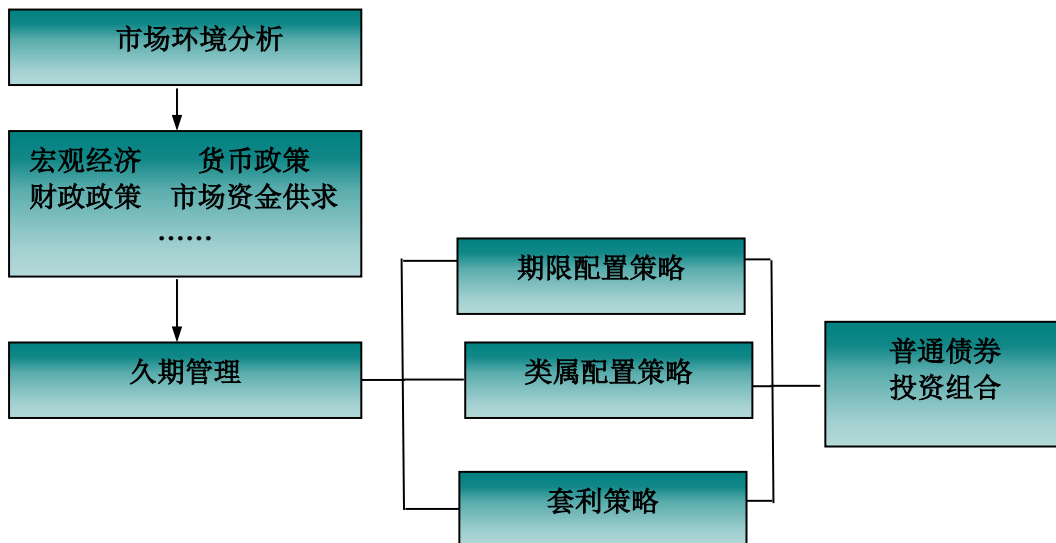 市场环境分析
宏观经济 货币政策
财政政策 市场资金供求
……
期限配置策略
久期管理
类属配置策略
普通债券
投资组合
套利策略